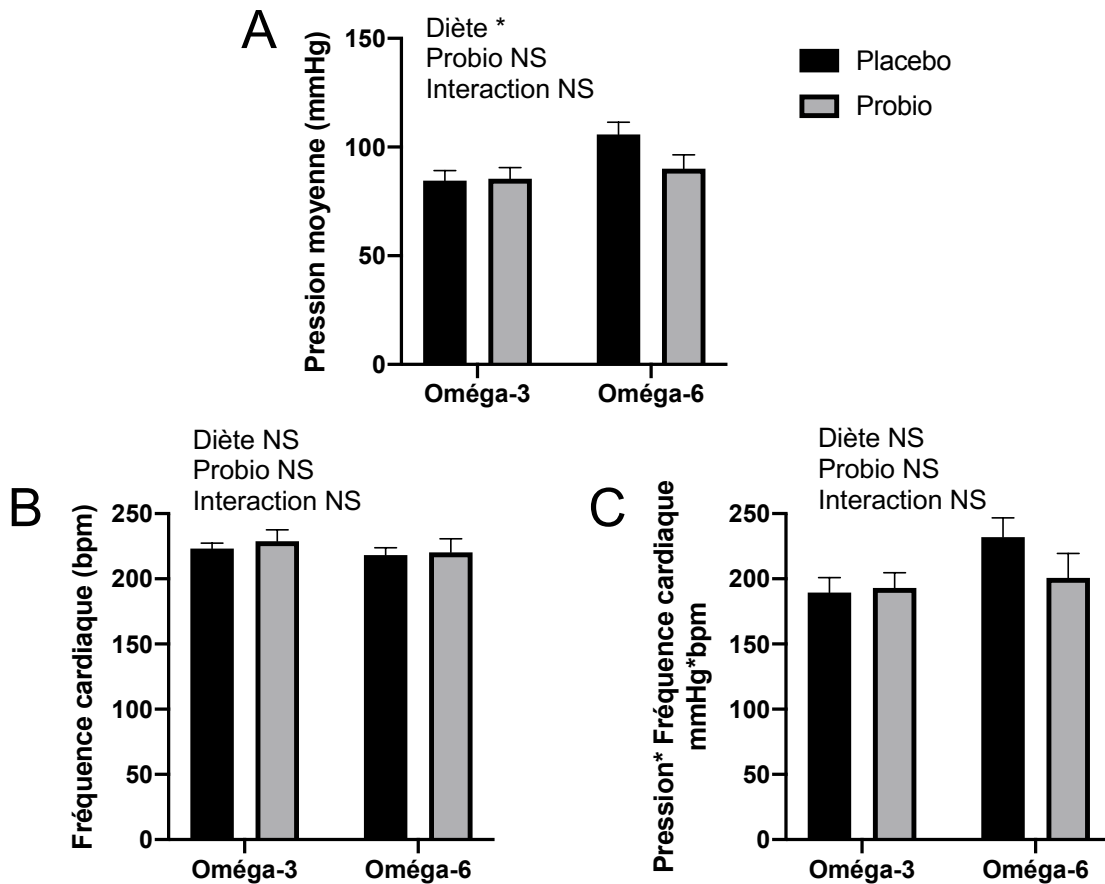 A
Diète *
Probio NS
Interaction NS
Placebo
Probio
Pression moyenne (mmHg)
150
100
50
0
Oméga-3
Oméga-6
B
Diète NS
Probio NS
Interaction NS
Fréquence cardiaque (bpm)
250
200
150
100
50
0
Oméga-3
Oméga-6
C
Diète NS
Probio NS
Interaction NS
Pression* Fréquence cardiaque
mmHg*bpm
250
200
150
100
50
0
Oméga-3
Oméga-6